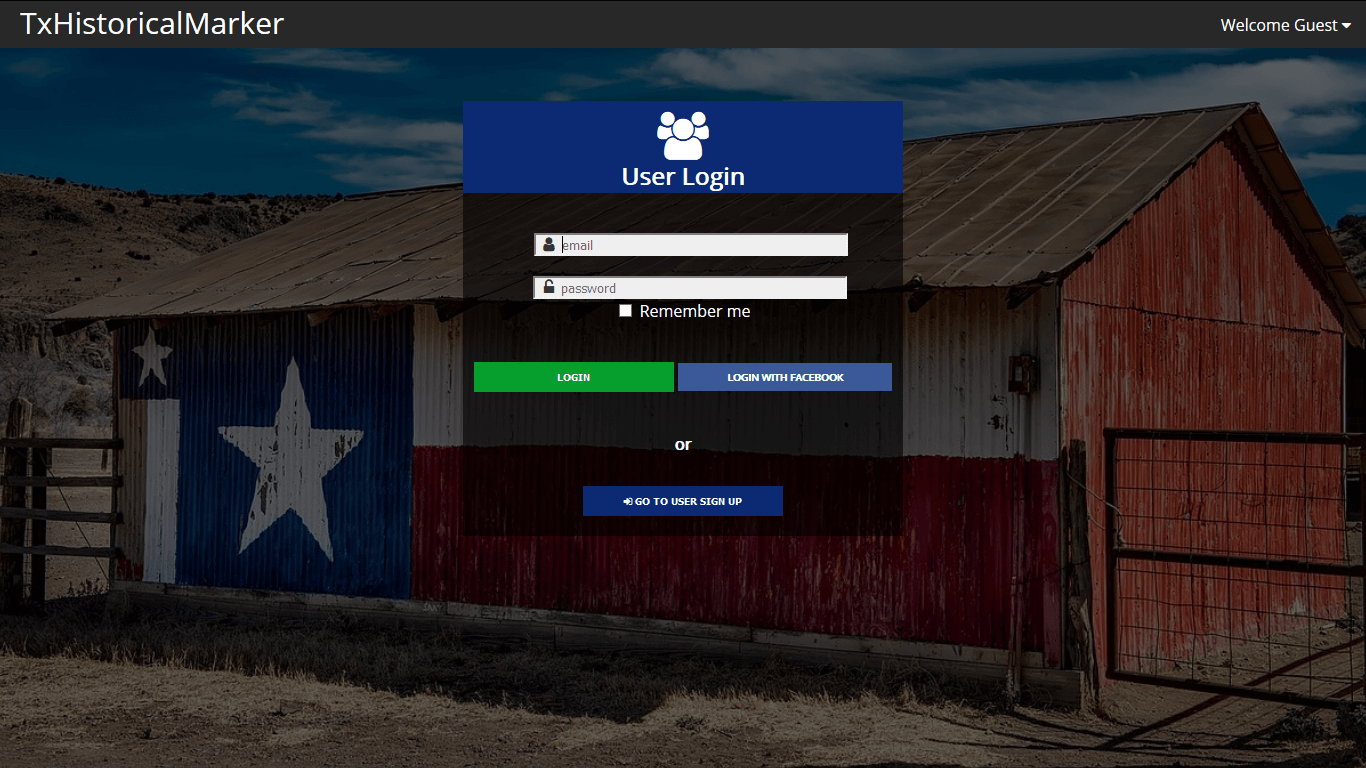 TxHistoricalMarker
Welcome Guest
User Login
email
password
Remember me
LOGIN
LOGIN WITH FACEBOOK
or
GO TO USER SIGN UP